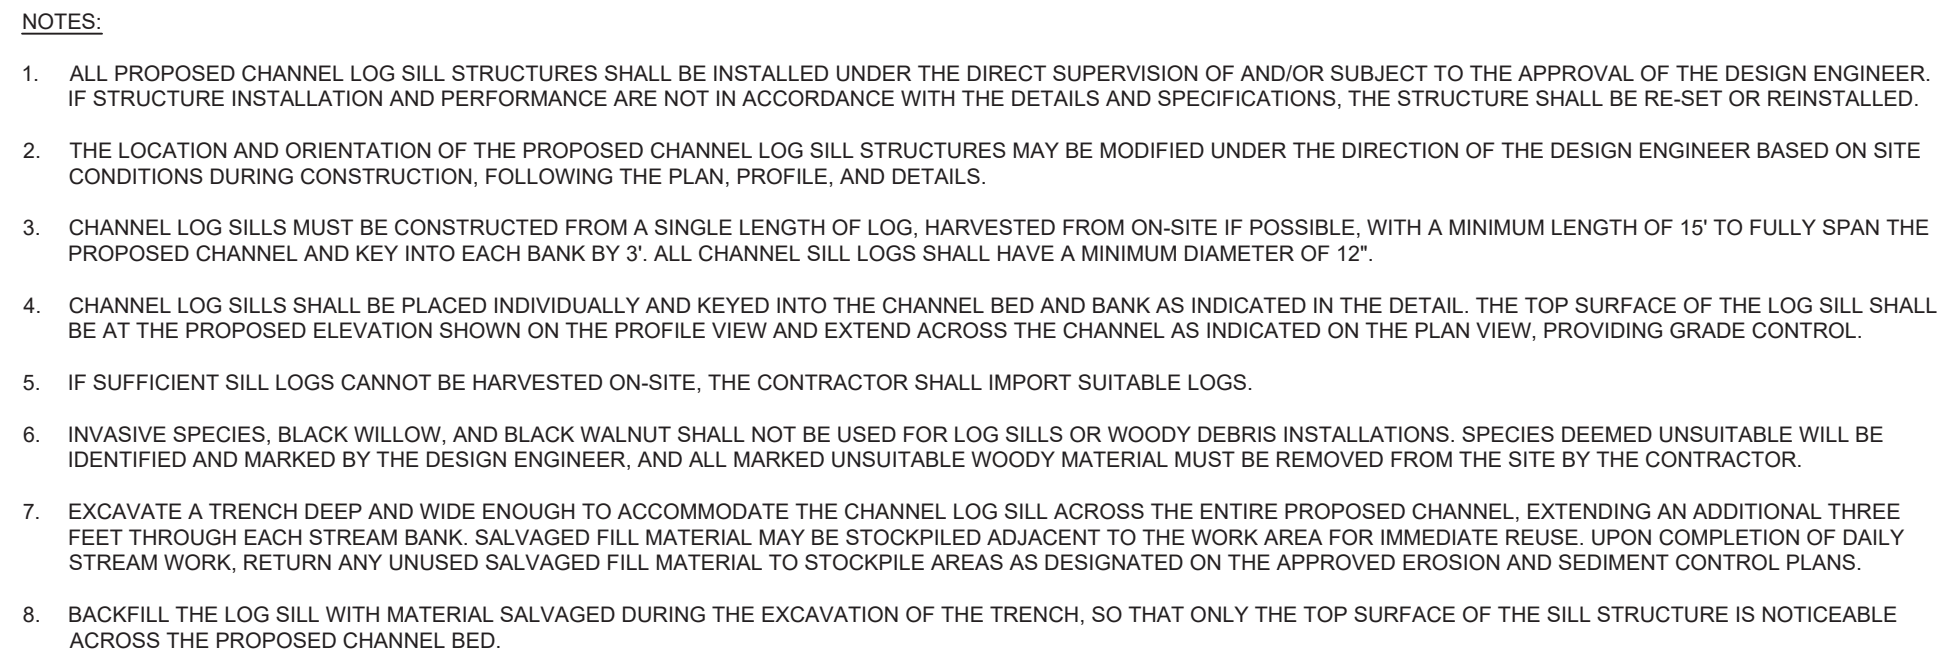 NOTES:
1. ALL PROPOSED CHANNEL LOG SILL STRUCTURES SHALL BE INSTALLED UNDER THE DIRECT SUPERVISION OF AND/OR SUBJECT TO THE APPROVAL OF THE DESIGN ENGINEER.
IF STRUCTURE INSTALLATION AND PERFORMANCE ARE NOT IN ACCORDANCE WITH THE DETAILS AND SPECIFICATIONS, THE STRUCTURE SHALL BE RE-SET OR REINSTALLED.
2. THE LOCATION AND ORIENTATION OF THE PROPOSED CHANNEL LOG SILL STRUCTURES MAY BE MODIFIED UNDER THE DIRECTION OF THE DESIGN ENGINEER BASED ON SITE
CONDITIONS DURING CONSTRUCTION, FOLLOWING THE PLAN, PROFILE, AND DETAILS.
3. CHANNEL LOG SILLS MUST BE CONSTRUCTED FROM A SINGLE LENGTH OF LOG, HARVESTED FROM ON-SITE IF POSSIBLE, WITH A MINIMUM LENGTH OF 15' TO FULLY SPAN THE
PROPOSED CHANNEL AND KEY INTO EACH BANK BY 3'. ALL CHANNEL SILL LOGS SHALL HAVE A MINIMUM DIAMETER OF 12".
4. CHANNEL LOG SILLS SHALL BE PLACED INDIVIDUALLY AND KEYED INTO THE CHANNEL BED AND BANK AS INDICATED IN THE DETAIL. THE TOP SURFACE OF THE LOG SILL SHALL
BE AT THE PROPOSED ELEVATION SHOWN ON THE PROFILE VIEW AND EXTEND ACROSS THE CHANNEL AS INDICATED ON THE PLAN VIEW, PROVIDING GRADE CONTROL.
5. IF SUFFICIENT SILL LOGS CANNOT BE HARVESTED ON-SITE, THE CONTRACTOR SHALL IMPORT SUITABLE LOGS.
6. INVASIVE SPECIES, BLACK WILLOW, AND BLACK WALNUT SHALL NOT BE USED FOR LOG SILLS OR WOODY DEBRIS INSTALLATIONS. SPECIES DEEMED UNSUITABLE WILL BE
IDENTIFIED AND MARKED BY THE DESIGN ENGINEER, AND ALL MARKED UNSUITABLE WOODY MATERIAL MUST BE REMOVED FROM THE SITE BY THE CONTRACTOR.
7. EXCAVATE A TRENCH DEEP AND WIDE ENOUGH TO ACCOMMODATE THE CHANNEL LOG SILL ACROSS THE ENTIRE PROPOSED CHANNEL, EXTENDING AN ADDITIONAL THREE
FEET THROUGH EACH STREAM BANK. SALVAGED FILL MATERIAL MAY BE STOCKPILED ADJACENT TO THE WORK AREA FOR IMMEDIATE REUSE. UPON COMPLETION OF DAILY
STREAM WORK, RETURN ANY UNUSED SALVAGED FILL MATERIAL TO STOCKPILE AREAS AS DESIGNATED ON THE APPROVED EROSION AND SEDIMENT CONTROL PLANS.
8. BACKFILL THE LOG SILL WITH MATERIAL SALVAGED DURING THE EXCAVATION OF THE TRENCH, SO THAT ONLY THE TOP SURFACE OF THE SILL STRUCTURE IS NOTICEABLE
ACROSS THE PROPOSED CHANNEL BED.